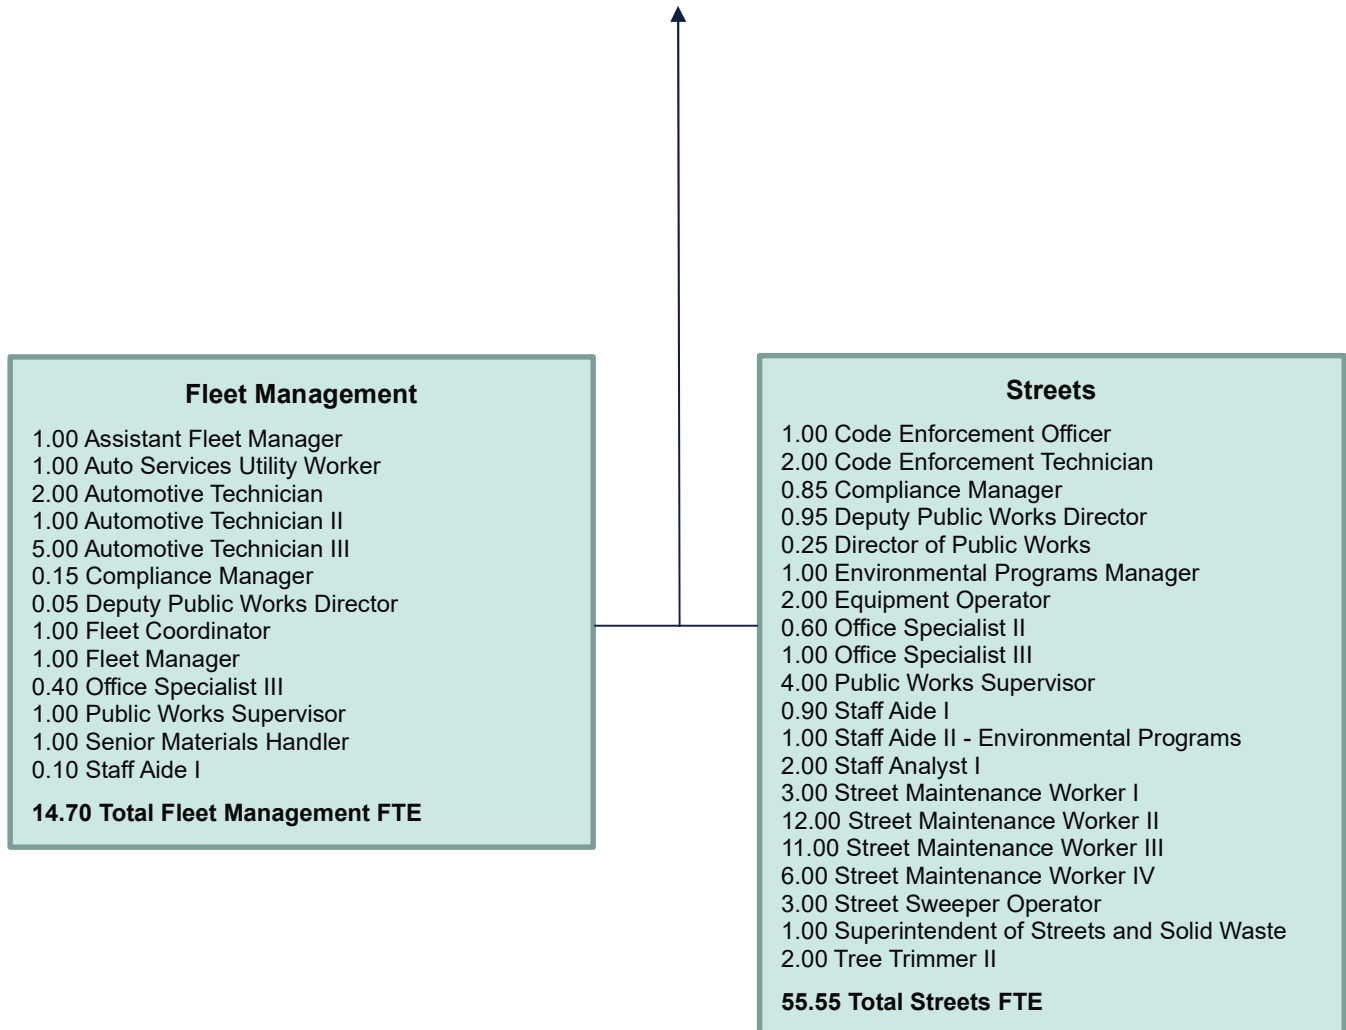 Fleet Management
1.00 Assistant Fleet Manager
1.00 Auto Services Utility Worker
2.00 Automotive Technician
1.00 Automotive Technician II
5.00 Automotive Technician III
0.15 Compliance Manager
0.05 Deputy Public Works Director
1.00 Fleet Coordinator
1.00 Fleet Manager
0.40 Office Specialist III
1.00 Public Works Supervisor
1.00 Senior Materials Handler
0.10 Staff Aide I
14.70 Total Fleet Management FTE
Streets
1.00 Code Enforcement Officer
2.00 Code Enforcement Technician
0.85 Compliance Manager
0.95 Deputy Public Works Director
0.25 Director of Public Works
1.00 Environmental Programs Manager
2.00 Equipment Operator
0.60 Office Specialist II
1.00 Office Specialist III
4.00 Public Works Supervisor
0.90 Staff Aide I
1.00 Staff Aide II - Environmental Programs
2.00 Staff Analyst I
3.00 Street Maintenance Worker I
12.00 Street Maintenance Worker II
11.00 Street Maintenance Worker III
6.00 Street Maintenance Worker IV
3.00 Street Sweeper Operator
1.00 Superintendent of Streets and Solid Waste
2.00 Tree Trimmer II
55.55 Total Streets FTE